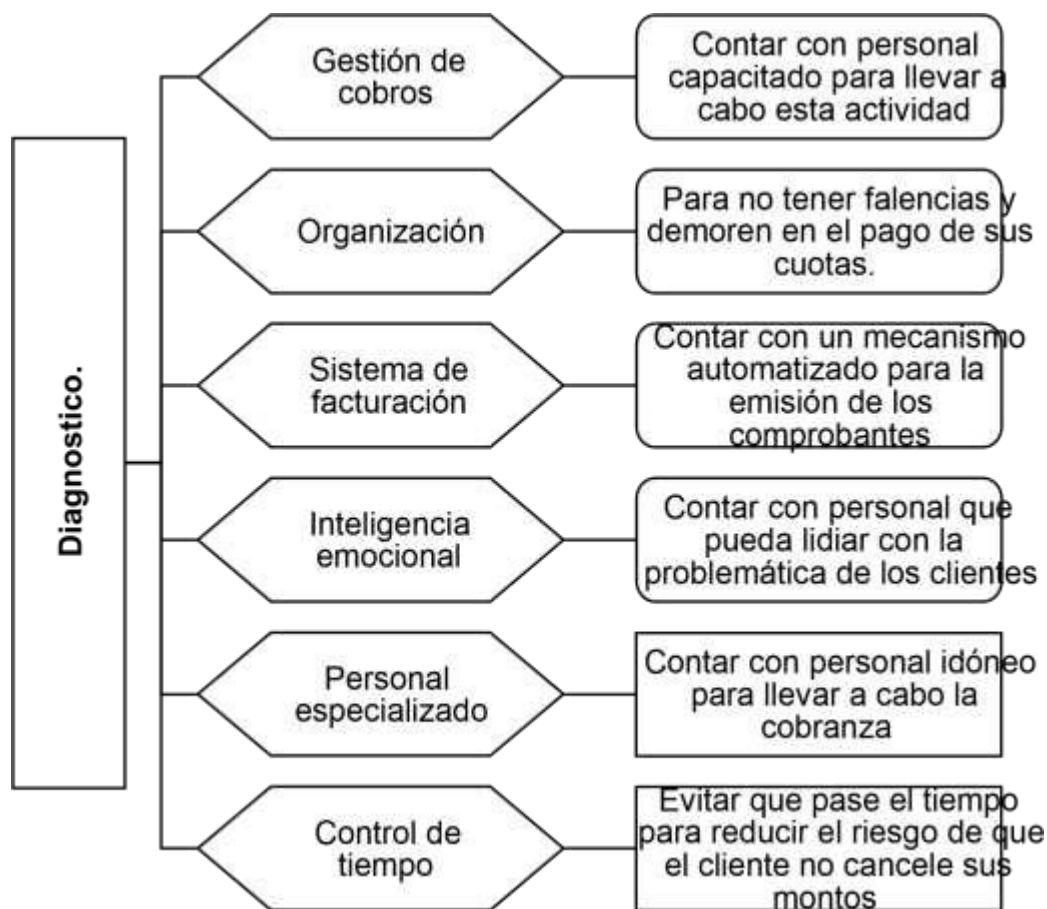 Diagnostico.
Gestión de
cobros
Contar con personal
capacitado para llevar a
cabo esta actividad
Organización
Para no tener falencias y
demoren en el pago de sus
cuotas.
Sistema de
facturación
Contar con un mecanismo
automatizado para la
emisión de los
comprobantes
Inteligencia
emocional
Contar con personal que
pueda lidiar con la
problemática de los clientes
Personal
especializado
Contar con personal idóneo
para llevar a cabo la
cobranza
Control de
tiempo
Evitar que pase el tiempo
para reducir el riesgo de que
el cliente no cancele sus
montos